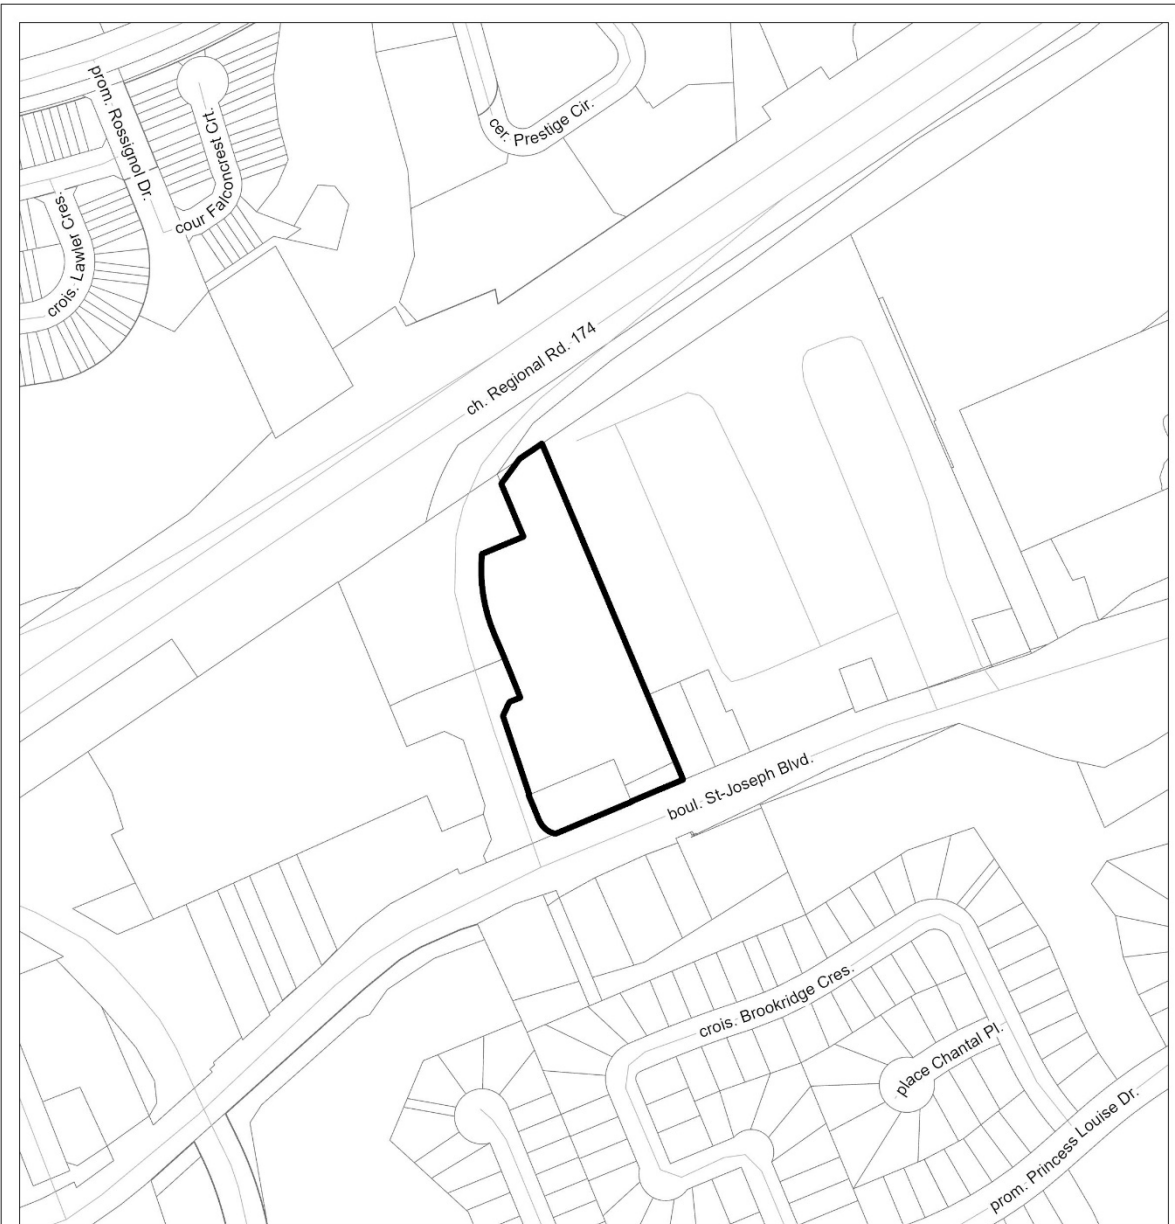 prom. Rossignol Dr.
cour Falconcrest Crt.
cer. Prestige Cir.
crois. Lawler Cres.
ch. Regional Rd. 174
boul. St-Joseph Blvd.
crois. Brookridge Cres.
place Chantal Pl.
prom. Princess Louise Dr.